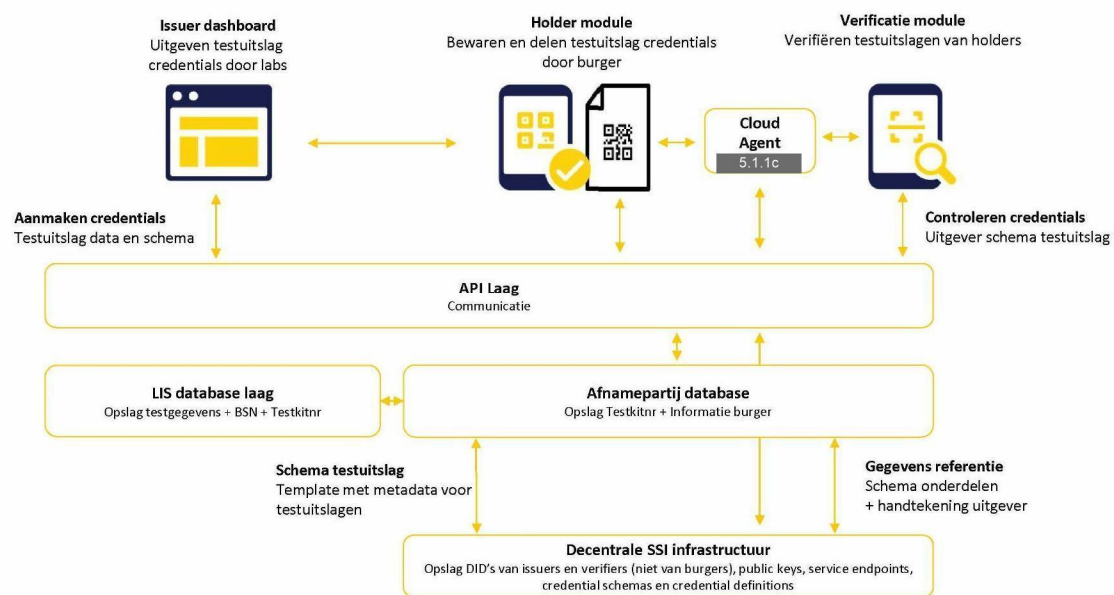 Issuer dashboard
Uitgeven testuitslag
credentials door labs
Holder module
Bewaren en delen testuitslag credentials
door burger
Verificatie module
Verifiëren testuitslagen van holders
Cloud
Agent
5.1.1c
Aanmaken credentials
Testuitslag data en schema
Controleren credentials
Uitgever schema testuitslag
API Laag
Communicatie
LIS database laag
Opslag testgegevens + BSN + Testkitnr
Afnamepartij database
Opslag Testkitnr + Informatie burger
Schema testuitslag
Template met metadata voor
testuitslagen
Gegevens referentie
Schema onderdelen
+ handtekening uitgever
Decentrale SSI infrastructuur
Opslag DID's van issuers en verifiers (niet van burgers), public keys, service endpoints,
credential schemas en credential definitions